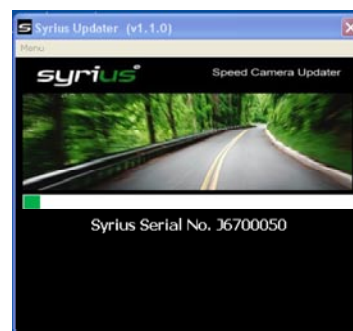 Syrius Updater (v1.1.0)
Menu
syrius Speed Camera Updater
Syrius Serial No. J6700050